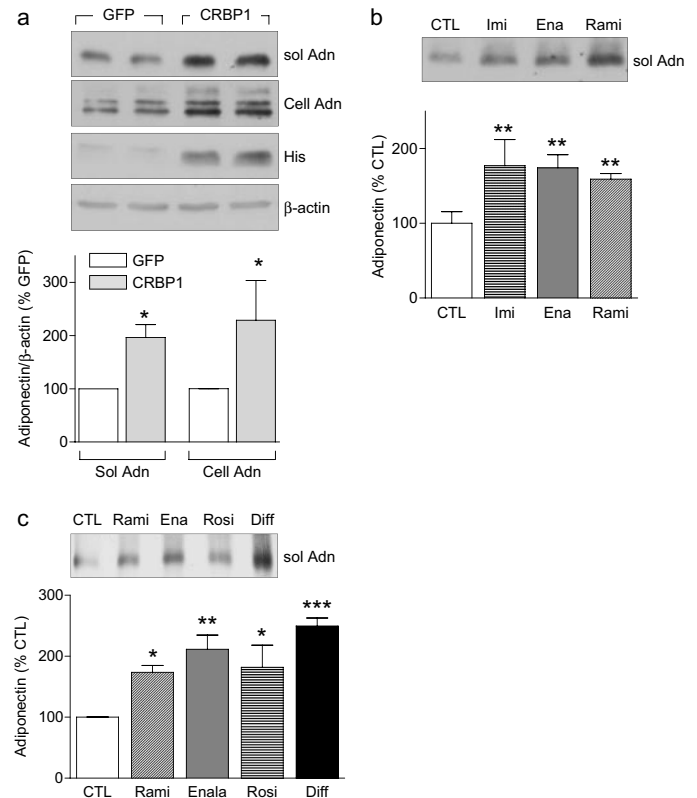 a
GFP CRBP1
sol Adn
Cell Adn
His
β-actin
GFP
CRBP1
Adiponectin/β-actin (% GFP)
300
200
100
0
* *
Sol Adn Cell Adn
b
CTL Imi Ena Rami
sol Adn
Adiponectin (% CTL)
200
100
0
** ** **
CTL Imi Ena Rami
c
CTL Rami Ena Rosi Diff
sol Adn
Adiponectin (% CTL)
300
200
100
0
* ** * ***
CTL Rami Enala Rosi Diff